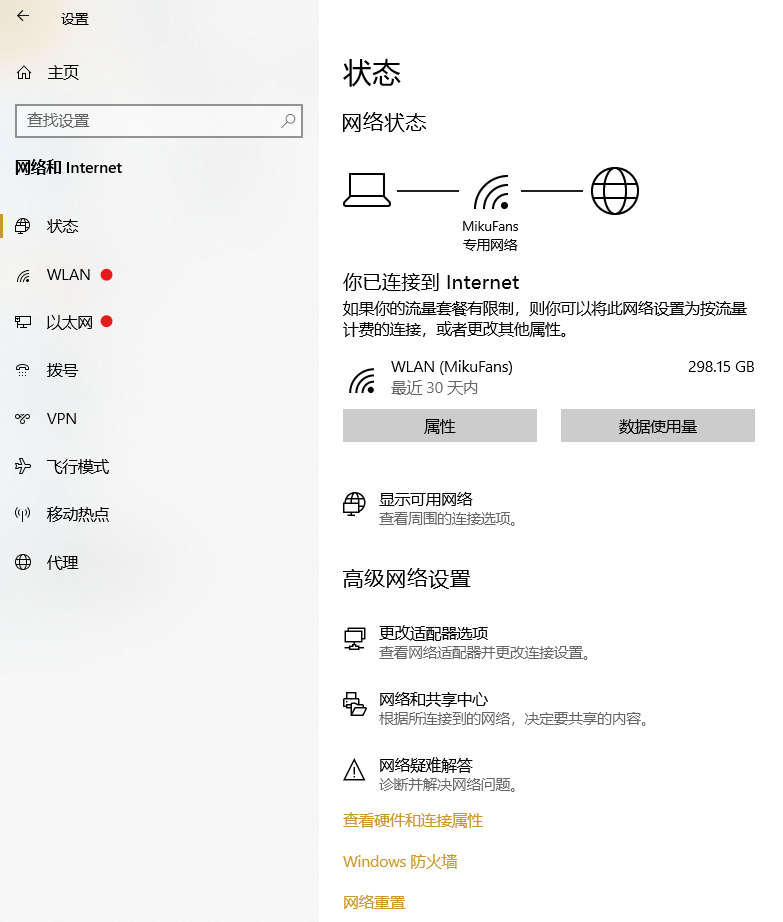 设置
主页
查找设置
网络和 Internet
状态
WLAN
以太网
拨号
VPN
飞行模式
移动热点
代理
状态
网络状态
MikuFans
专用网络
你已连接到 Internet
如果你的流量套餐有限制，则你可以将此网络设置为按流量
计费的连接，或者更改其他属性。
WLAN (MikuFans)
298.15 GB
最近 30 天内
属性
数据使用量
显示可用网络
查看周围的连接选项。
高级网络设置
更改适配器选项
查看网络适配器并更改连接设置。
网络和共享中心
根据所连接到的网络，决定要共享的内容。
网络疑难解答
诊断并解决网络问题。
查看硬件和连接属性
Windows 防火墙
网络重置